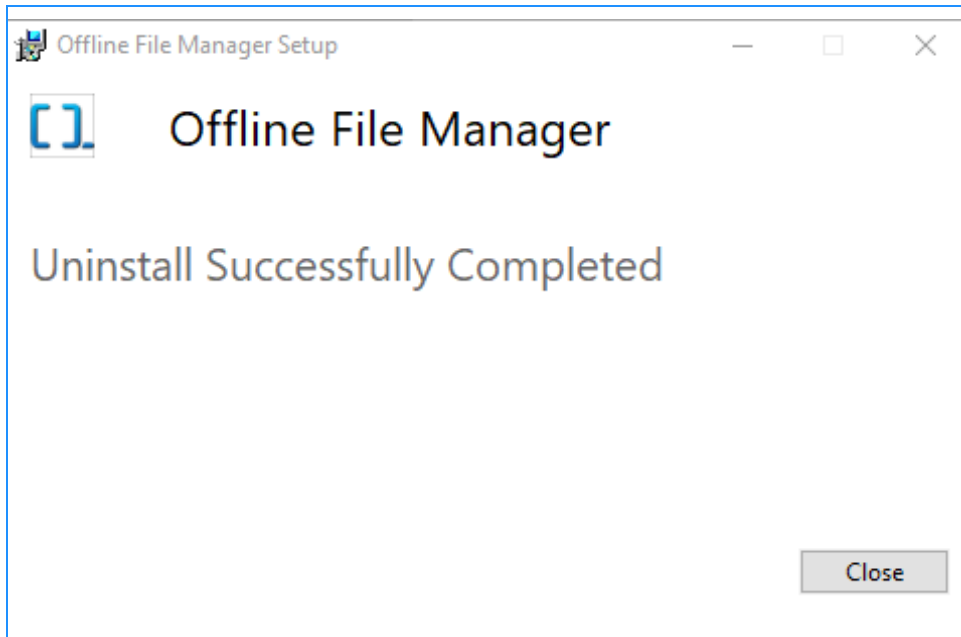 Offline File Manager Setup
Offline File Manager
Uninstall Successfully Completed
Close